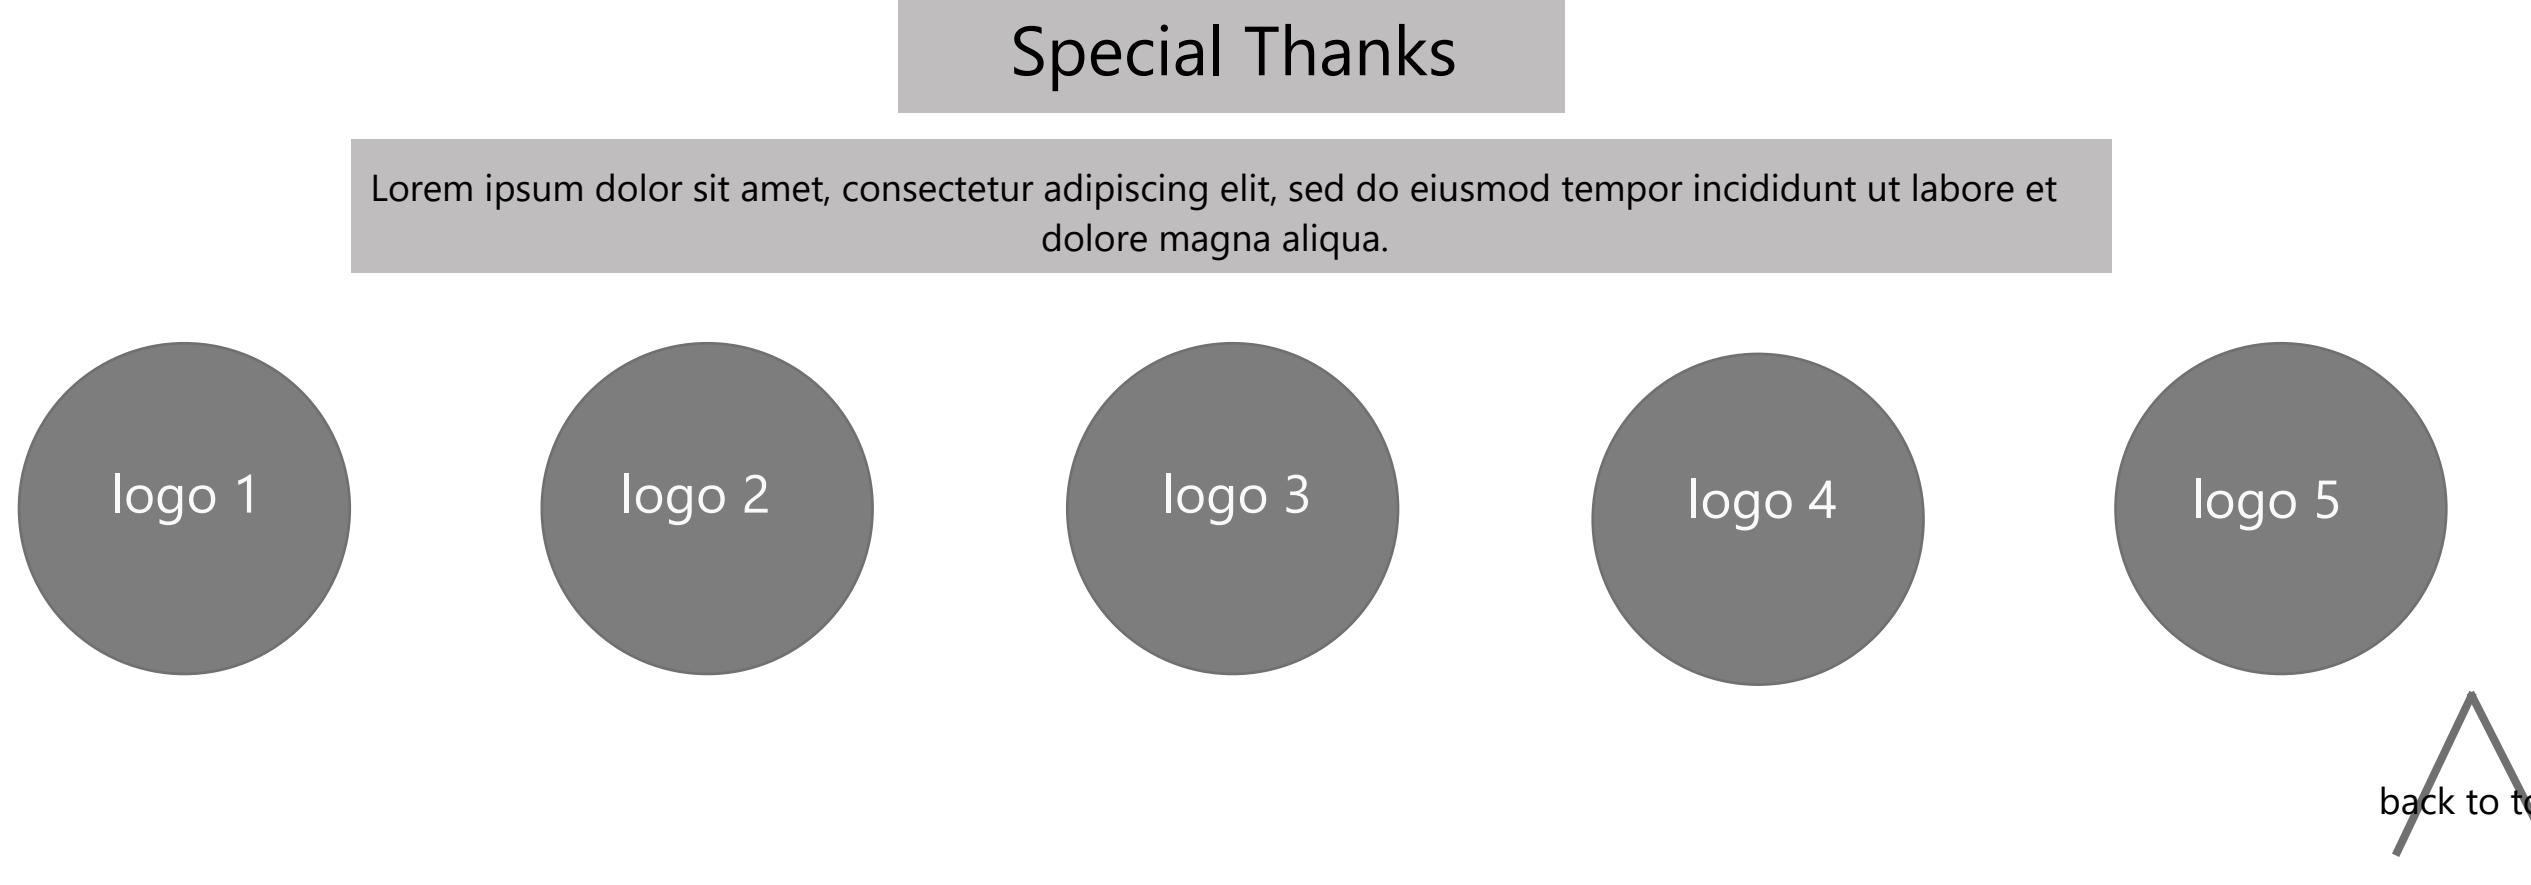 Special Thanks
Lorem ipsum dolor sit amet, consectetur adipiscing elit, sed do eiusmod tempor incididunt ut labore et
dolore magna aliqua.
logo 1
logo 2
logo 3
logo 4
logo 5
back to